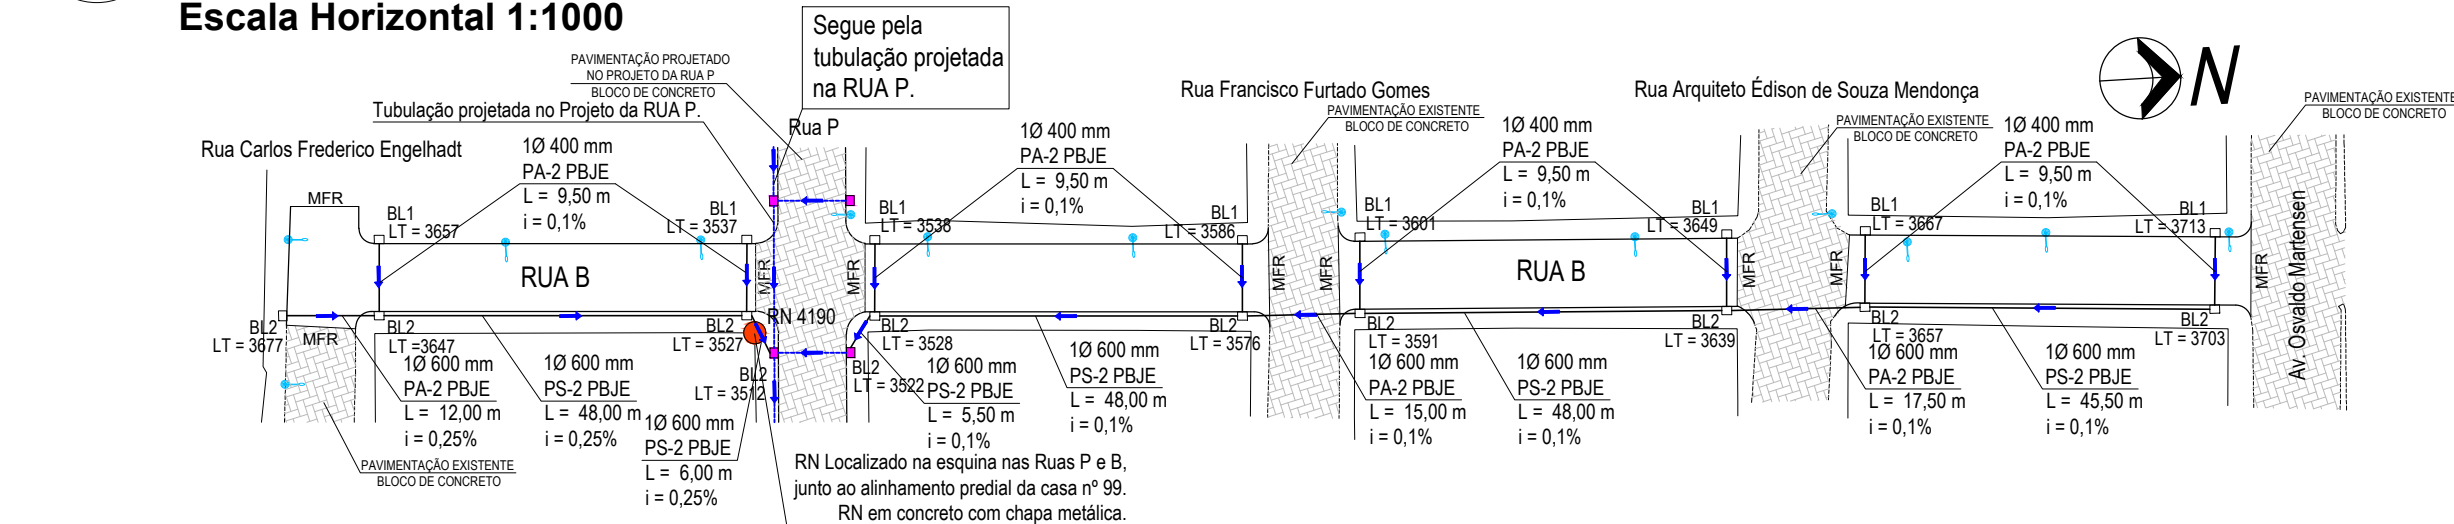 Escala Horizontal 1:1000
Segue pela
tubulação projetada
na RUA P.
PAVIMENTAÇÃO PROJETADO
NO PROJETO DA RUA P
BLOCO DE CONCRETO
Tubulação projetada no Projeto da RUA P.
Rua P
Rua Carlos Frederico Engelhadt
Rua Francisco Furtado Gomes
PAVIMENTAÇÃO EXISTENTE
BLOCO DE CONCRETO
Rua Arquiteto Édison de Souza Mendonça
PAVIMENTAÇÃO EXISTENTE
BLOCO DE CONCRETO
N
PAVIMENTAÇÃO EXISTENTE
BLOCO DE CONCRETO
1Ø 400 mm
PA-2 PBJE
L = 9,50 m
i = 0,1%
1Ø 400 mm
PA-2 PBJE
L = 9,50 m
i = 0,1%
1Ø 400 mm
PA-2 PBJE
L = 9,50 m
i = 0,1%
1Ø 400 mm
PA-2 PBJE
L = 9,50 m
i = 0,1%
MFR
BL1
LT = 3657
BL1
LT = 3537
BL1
LT = 3538
BL1
LT = 3586
BL1
LT = 3601
BL1
LT = 3649
BL1
LT = 3667
BL1
LT = 3713
RUA B
MFR
MFR
MFR
MFR
RUA B
MFR
MFR
MFR
Av. Osvaldo Martensen
RN 4190
BL2
LT = 3677
MFR
BL2
LT =3647
BL2
LT = 3527
BL2
LT = 3512
BL2
LT = 3528
BL2
LT = 3522
BL2
LT = 3576
BL2
LT = 3591
BL2
LT = 3639
BL2
LT = 3657
BL2
LT = 3703
1Ø 600 mm
PA-2 PBJE
L = 12,00 m
i = 0,25%
1Ø 600 mm
PS-2 PBJE
L = 48,00 m
i = 0,25%
1Ø 600 mm
PS-2 PBJE
L = 6,00 m
i = 0,25%
1Ø 600 mm
PS-2 PBJE
L = 5,50 m
i = 0,1%
1Ø 600 mm
PS-2 PBJE
L = 48,00 m
i = 0,1%
1Ø 600 mm
PA-2 PBJE
L = 15,00 m
i = 0,1%
1Ø 600 mm
PS-2 PBJE
L = 48,00 m
i = 0,1%
1Ø 600 mm
PA-2 PBJE
L = 17,50 m
i = 0,1%
1Ø 600 mm
PS-2 PBJE
L = 45,50 m
i = 0,1%
PAVIMENTAÇÃO EXISTENTE
BLOCO DE CONCRETO
RN Localizado na esquina nas Ruas P e B,
junto ao alinhamento predial da casa nº 99.
RN em concreto com chapa metálica.